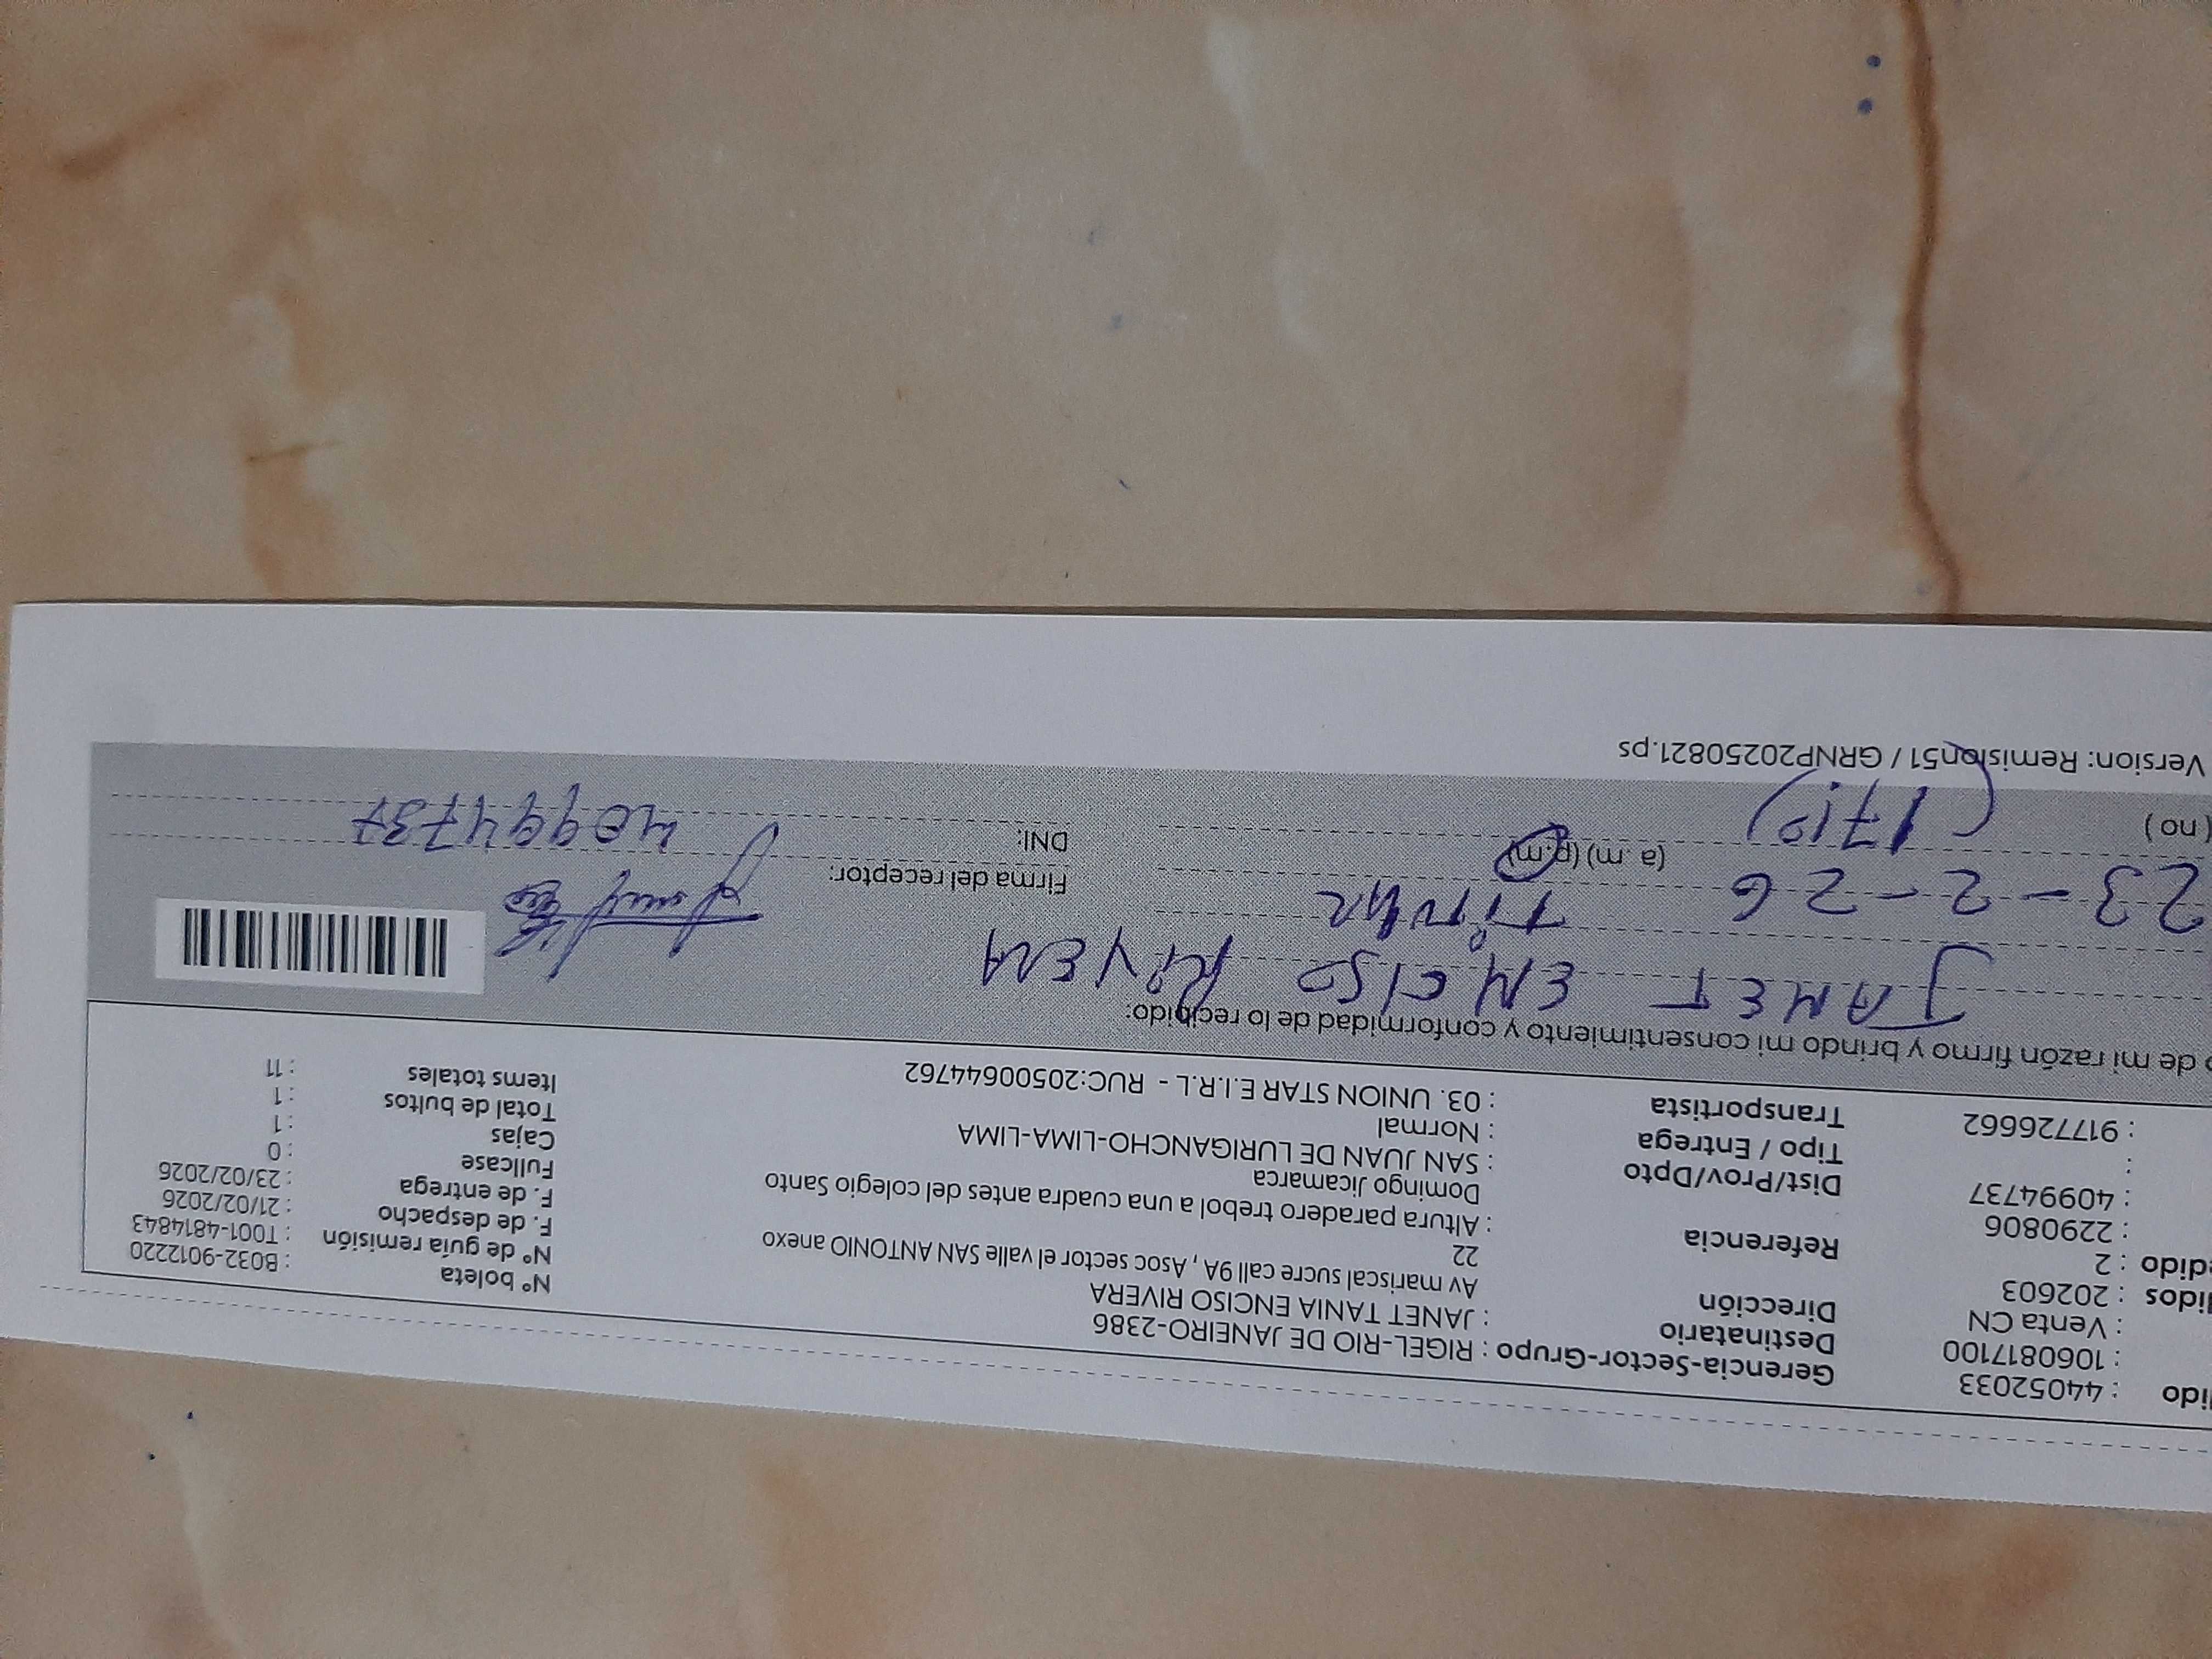 dido : 44052033 Gerencia-Sector-Grupo : RIGEL-RIO DE JANEIRO-2386 N° boleta : B032-9012220
: 1060817100 Destinatario : JANET TANIA ENCISO RIVERA N° de guía remisión : T001-4814843
: Venta CN Dirección Av mariscal sucre call 9A , Asoc sector el valle SAN ANTONIO anexo F. de despacho : 21/02/2026
didos : 202603 22 F. de entrega : 23/02/2026
edido : 2 Referencia : Altura paradero trebol a una cuadra antes del colegio Santo Fullcase : 0
: 2290806 Domingo Jicamarca Cajas : 1
: 40994737 Dist/Prov/Dpto : SAN JUAN DE LURIGANCHO-LIMA-LIMA Total de bultos : 1
: Tipo / Entrega : Normal Items totales : 11
: 917726662 Transportista : 03. UNION STAR E.I.R.L - RUC:20500644762
o de mi razón firmo y brindo mi consentimiento y conformidad de lo recibido:
JANET ENCISO RIVERA
23-2-26 Titular Firma del receptor:
(no) (17:10) (a.m) (p.m) DNI: 40994737
Version: Remision51 / GRNP20250821.ps